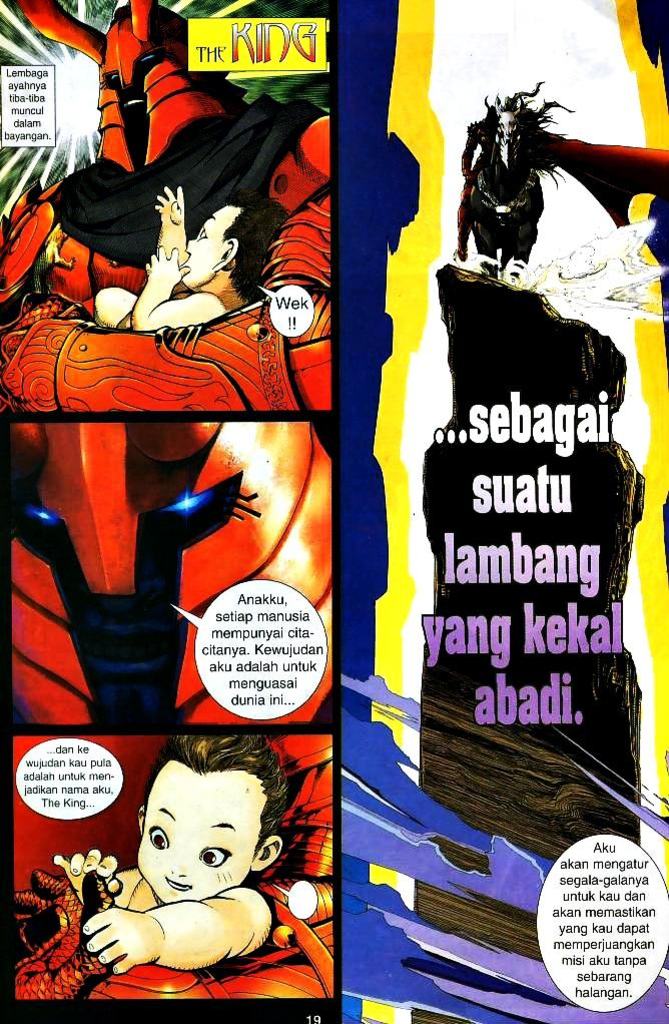 THE KING
Lembaga
ayahnya
tiba-tiba
muncul
dalam
bayangan.
Wek
!!
Anakku,
setiap manusia
mempunyai cita-
citanya. Kewujudan
aku adalah untuk
menguasai
dunia ini...
...dan ke
wujudan kau pula
adalah untuk men-
jadikan nama aku,
The King...
19
...sebagai
suatu
lambang
yang kekal
abadi.
Aku
akan mengatur
segala-galanya
untuk kau dan
akan memastikan
yang kau dapat
memperjuangkan
misi aku tanpa
sebarang
halangan.